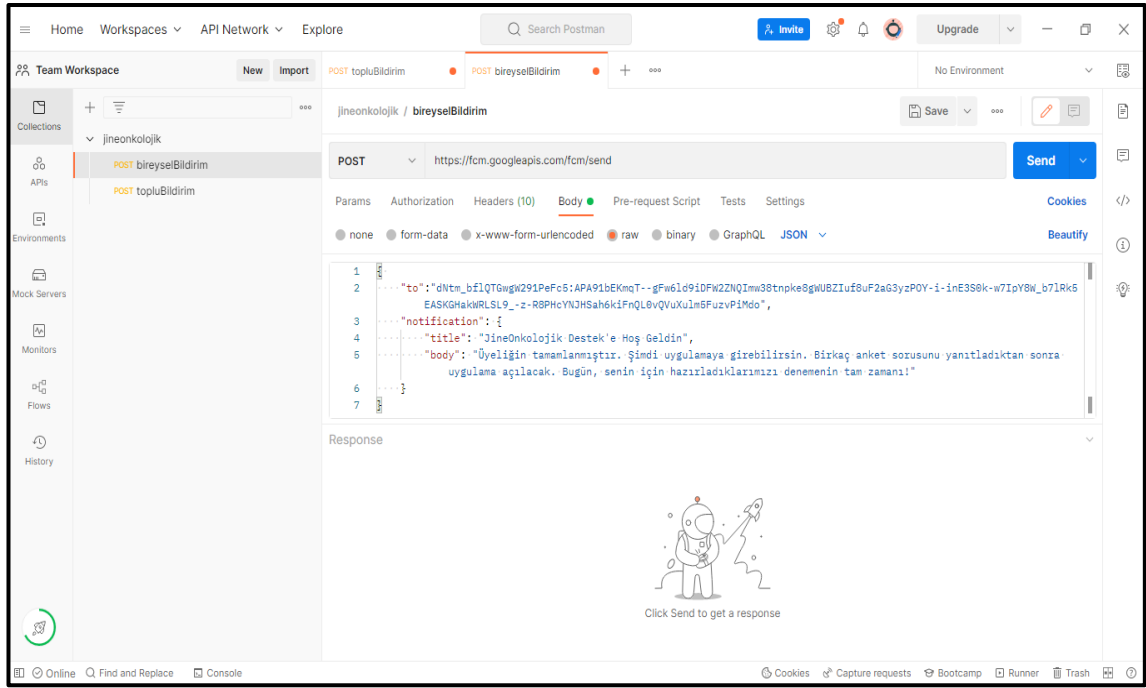 Home Workspaces API Network Explore Search Postman Invite Upgrade
Team Workspace New Import POST topluBildirim POST bireyselBildirim No Environment
Collections
APIs
Environments
Mock Servers
Monitors
Flows
History
jineonkolojik
POST bireyselBildirim
POST topluBildirim
jineonkolojik / bireyselBildirim Save
POST https://fcm.googleapis.com/fcm/send Send
Params Authorization Headers (10) Body Pre-request Script Tests Settings Cookies
none form-data x-www-form-urlencoded raw binary GraphQL JSON Beautify
1 {
2 "to":"dNtm_bflQTGwgW291PeFc5:APA91bEKmqT--gFw6ld9iDFW2ZNQImw38tnpke8gWUBZIuf8uF2aG3yzPOY-i-inE3S0k-w7IpY8W_b7lRk5
EASKGHakWRLSL9_-z-R8PHcYNJHSah6kiFnQL0vQVuXulm5FuzvPiMdo",
3 "notification": {
4 "title": "JineOnkolojik Destek'e Hoş Geldin",
5 "body": "Üyeliğin tamamlanmıştır. Şimdi uygulamaya girebilirsin. Birkaç anket sorusunu yanıtladıktan sonra
uygulama açılacak. Bugün, senin için hazırladıklarımızı denemenin tam zamanı!"
6 }
7 }
Response
Click Send to get a response
Online Find and Replace Console Cookies Capture requests Bootcamp Runner Trash